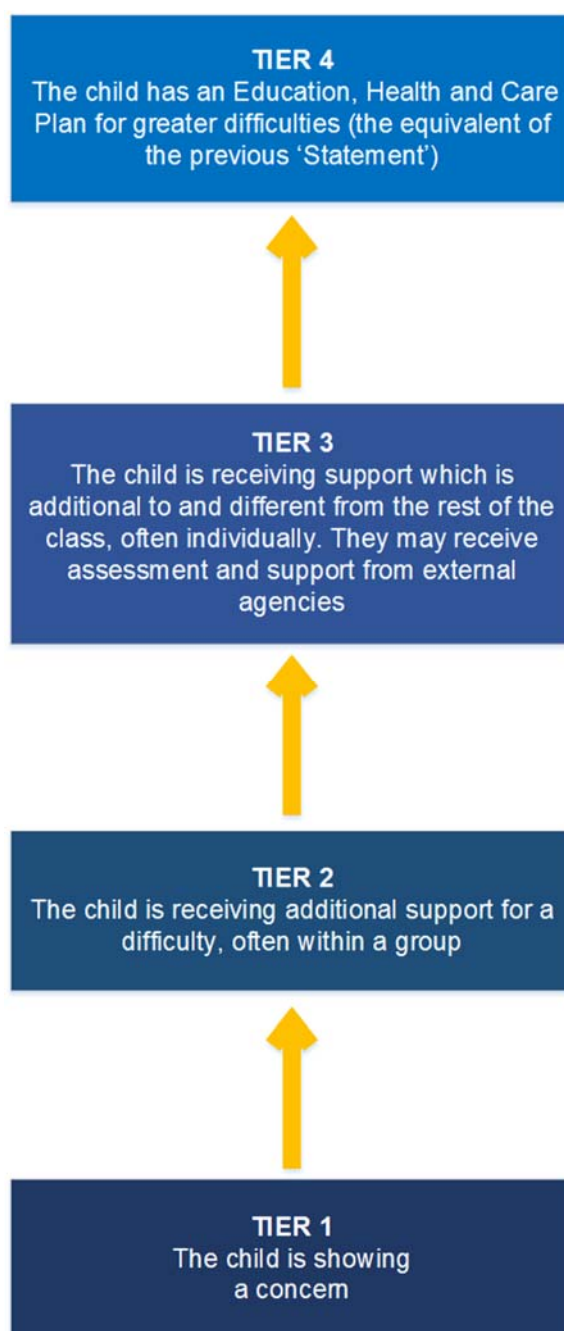 TIER 4
The child has an Education, Health and Care
Plan for greater difficulties (the equivalent of
the previous ‘Statement’)
TIER 3
The child is receiving support which is
additional to and different from the rest of the
class, often individually. They may receive
assessment and support from external
agencies
TIER 2
The child is receiving additional support for a
difficulty, often within a group
TIER 1
The child is showing
a concern